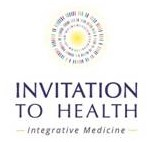 INVITATION
TO HEALTH
Integrative Medicine